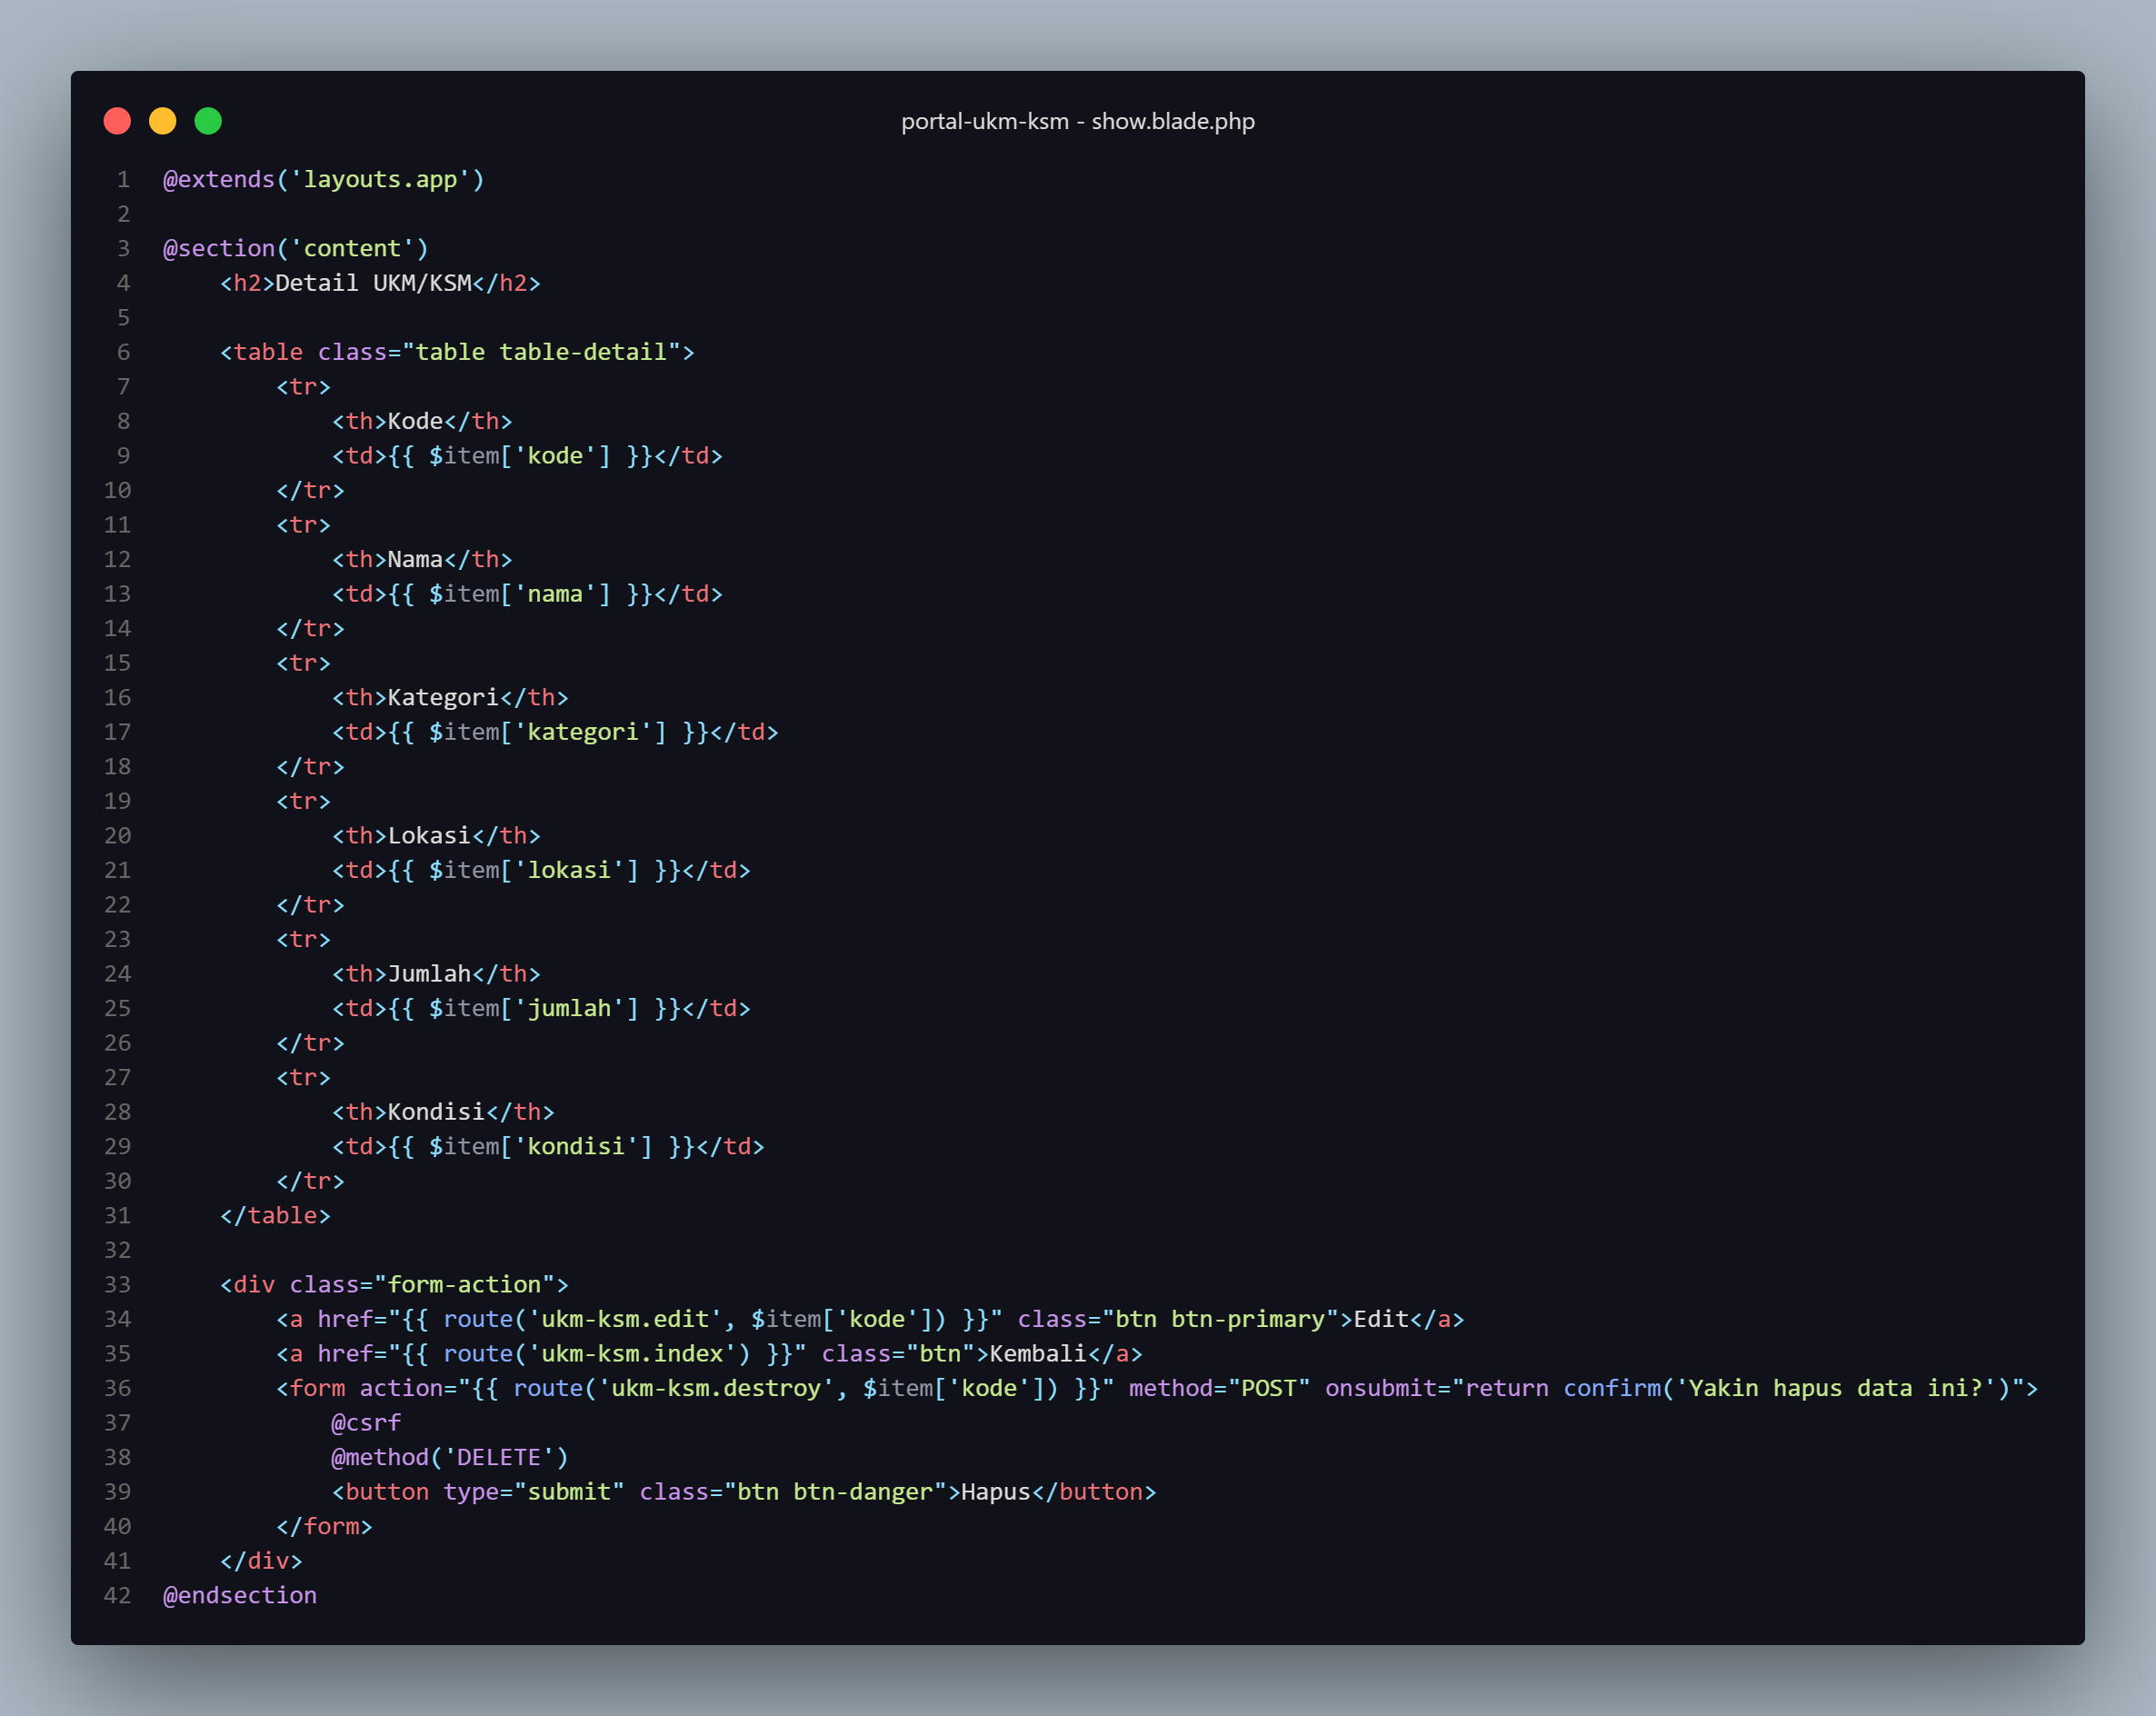 portal-ukm-ksm - show.blade.php
1 @extends('layouts.app')
2
3 @section('content')
4     <h2>Detail UKM/KSM</h2>
5
6     <table class="table table-detail">
7         <tr>
8             <th>Kode</th>
9             <td>{{ $item['kode'] }}</td>
10         </tr>
11         <tr>
12             <th>Nama</th>
13             <td>{{ $item['nama'] }}</td>
14         </tr>
15         <tr>
16             <th>Kategori</th>
17             <td>{{ $item['kategori'] }}</td>
18         </tr>
19         <tr>
20             <th>Lokasi</th>
21             <td>{{ $item['lokasi'] }}</td>
22         </tr>
23         <tr>
24             <th>Jumlah</th>
25             <td>{{ $item['jumlah'] }}</td>
26         </tr>
27         <tr>
28             <th>Kondisi</th>
29             <td>{{ $item['kondisi'] }}</td>
30         </tr>
31     </table>
32
33     <div class="form-action">
34         <a href="{{ route('ukm-ksm.edit', $item['kode']) }}" class="btn btn-primary">Edit</a>
35         <a href="{{ route('ukm-ksm.index') }}" class="btn">Kembali</a>
36         <form action="{{ route('ukm-ksm.destroy', $item['kode']) }}" method="POST" onsubmit="return confirm('Yakin hapus data ini?')">
37             @csrf
38             @method('DELETE')
39             <button type="submit" class="btn btn-danger">Hapus</button>
40         </form>
41     </div>
42 @endsection